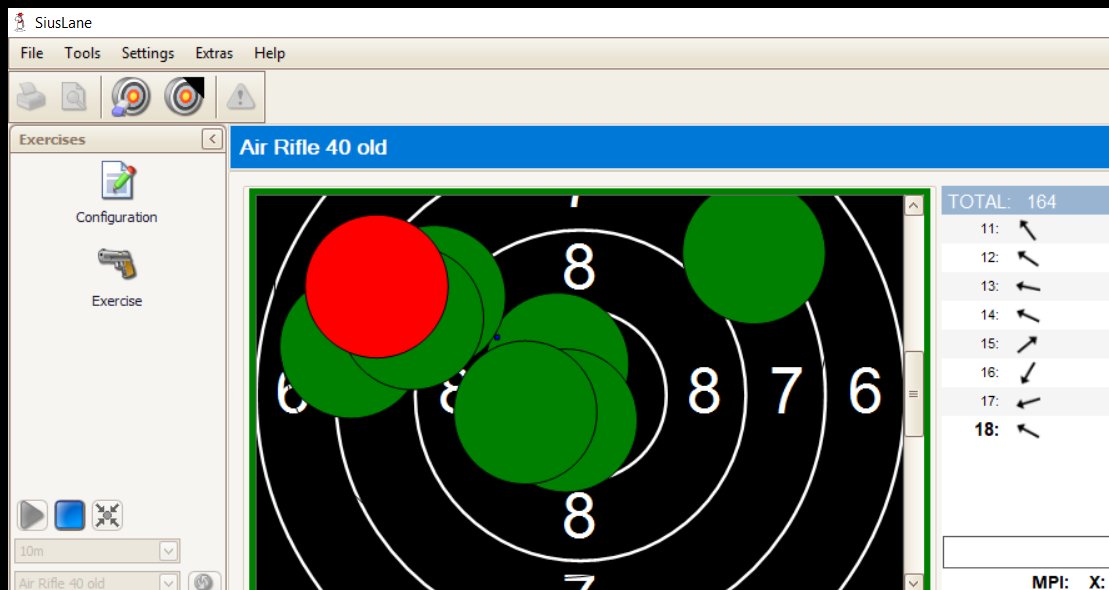 SiusLane
File Tools Settings Extras Help
Exercises
Configuration
Exercise
10m
Air Rifle 40 old
Air Rifle 40 old
7
8
6 8 8 7 6
8
7
TOTAL: 164
11:
12:
13:
14:
15:
16:
17:
18:
MPI: X: